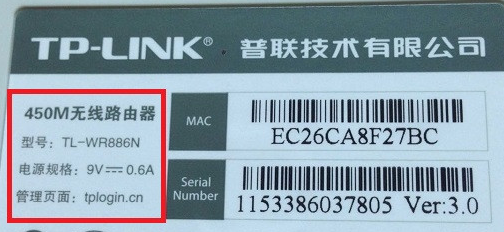 TP-LINK® 普联技术有限公司
450M无线路由器
型号：TL-WR886N
电源规格：9V⎓0.6A
管理页面：tplogin.cn
MAC
EC26CA8F27BC
Serial
Number
1153386037805 Ver:3.0